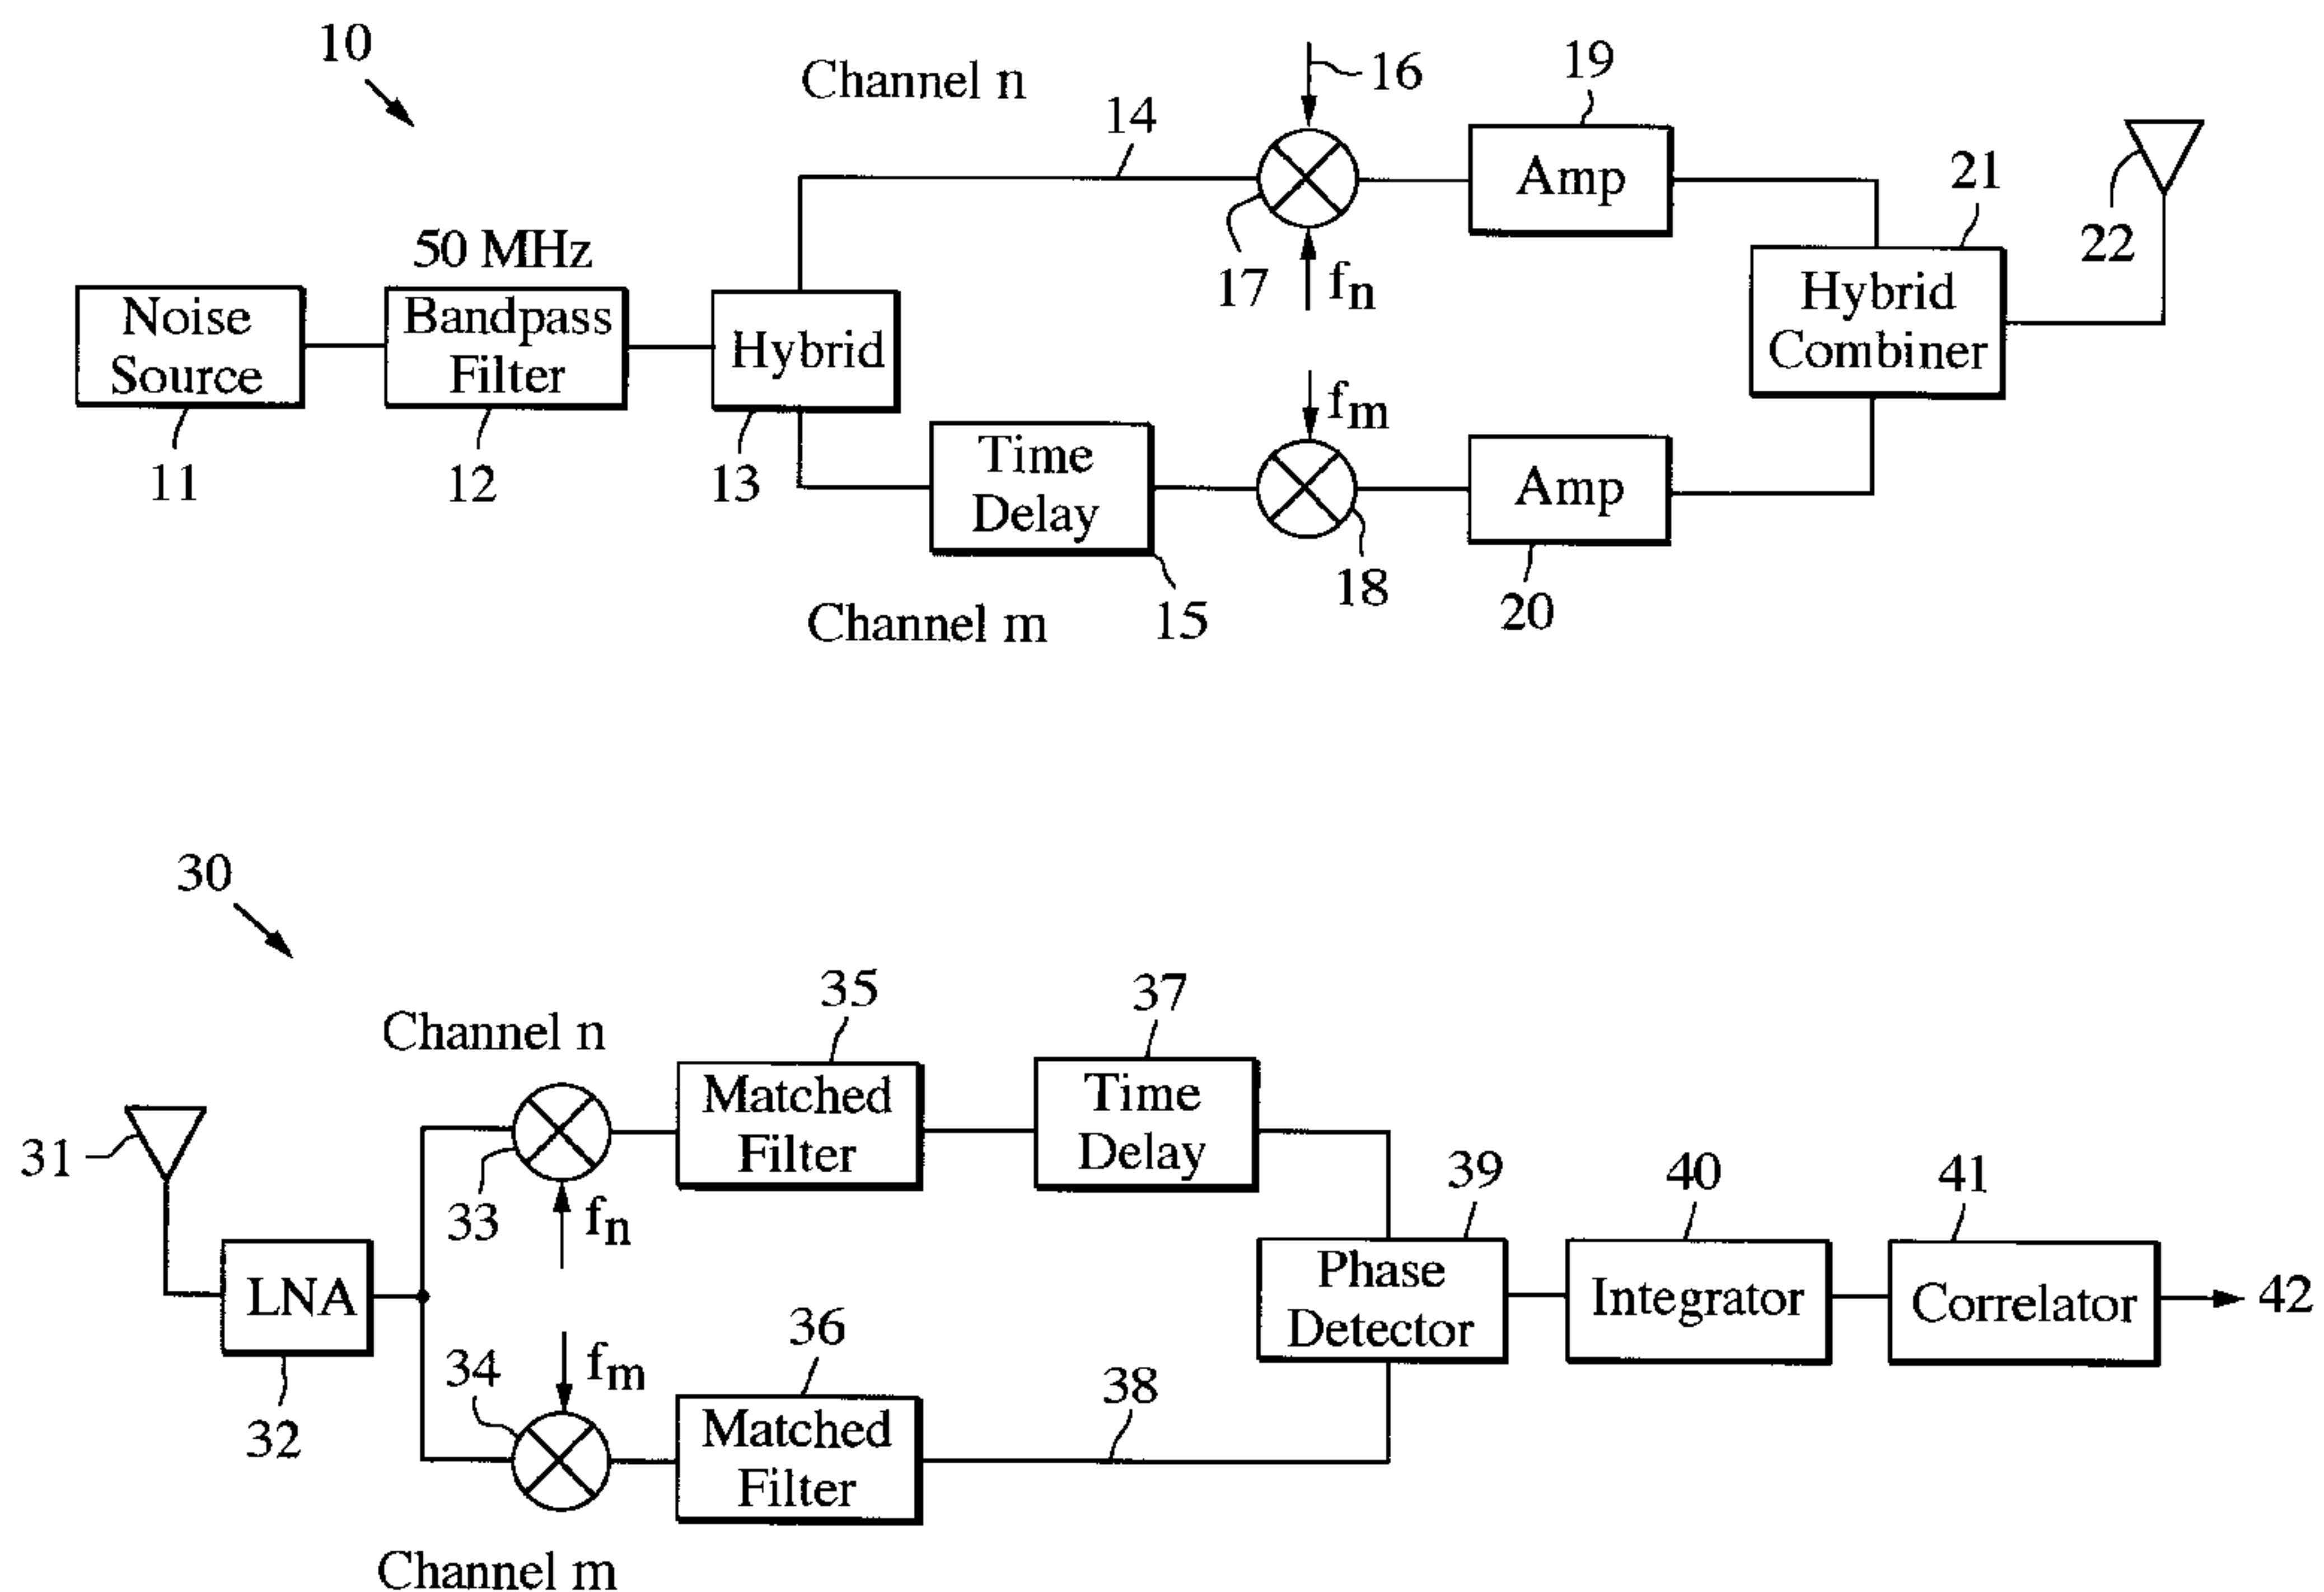 10
Channel n
14
16
19
22
21
Amp
17
fn
50 MHz
Noise
Source
Bandpass
Filter
Hybrid
Hybrid
Combiner
fm
11
12
13
Time
Delay
18
Amp
20
Channel m
15
30
Channel n
35
37
31
33
fn
Matched
Filter
Time
Delay
39
40
41
LNA
32
34
fm
36
38
Phase
Detector
Integrator
Correlator
42
Matched
Filter
Channel m